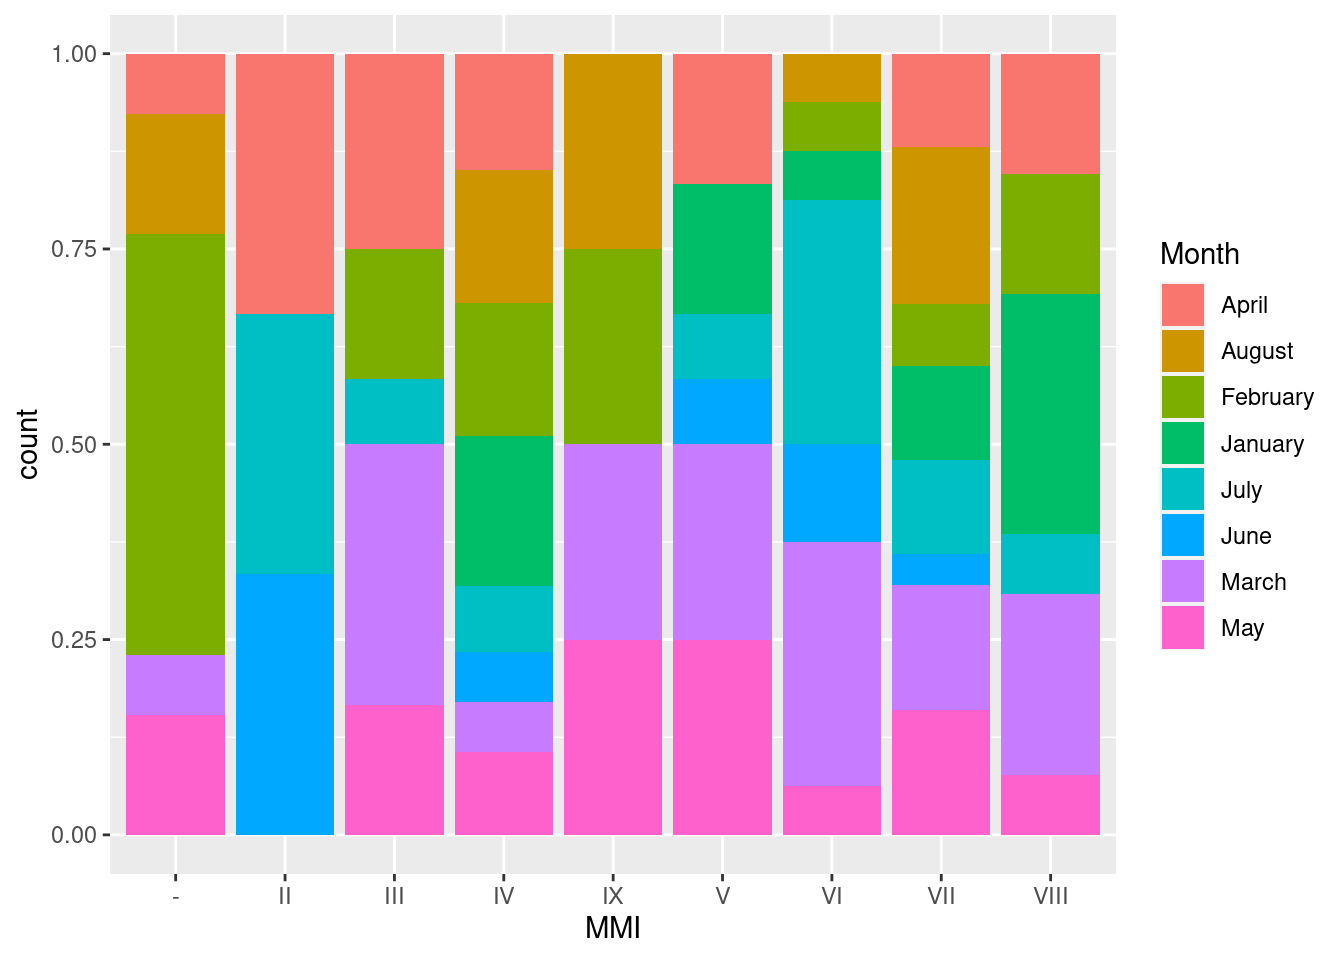 1.00
0.75
0.50
0.25
0.00
count
- II III IV IX V VI VII VIII
MMI
Month
April
August
February
January
July
June
March
May